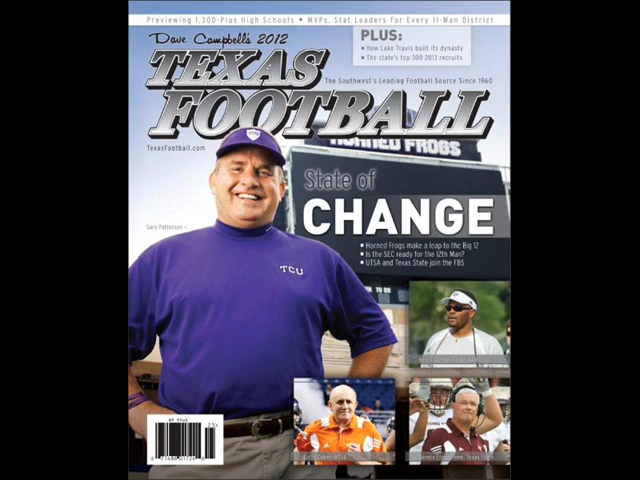 Previewing 1,300-Plus High Schools • MVPs, Stat Leaders For Every 11-Man District
Dave Campbell's 2012
TEXAS
FOOTBALL
PLUS:
• How Lake Travis built its dynasty
• The state's top 300 2013 recruits
The Southwest's Leading Football Source Since 1960
TexasFootball.com
HORNED FROGS
TCU
State of
CHANGE
Gary Patterson
■ Horned Frogs make a leap to the Big 12
■ Is the SEC ready for the 12th Man?
■ UTSA and Texas State join the FBS
TCU
Larry Coker, UTSA